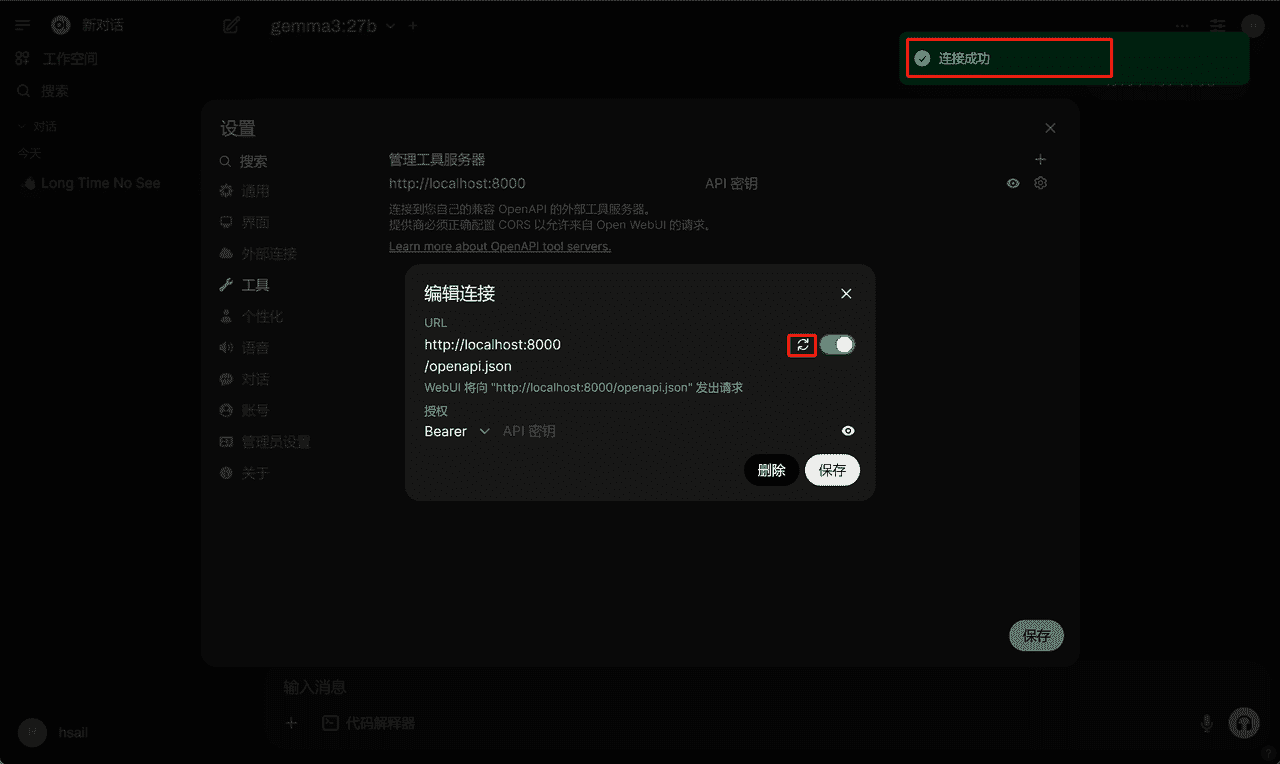 新对话
gemma3:27b
工作空间
连接成功
搜索
对话
今天
Long Time No See
设置
搜索
通用
界面
外部连接
工具
个性化
语音
对话
账号
管理员设置
关于
管理工具服务器
http://localhost:8000 API 密钥
连接到您自己的兼容 OpenAPI 的外部工具服务器。
提供商必须正确配置 CORS 以允许来自 Open WebUI 的请求。
Learn more about OpenAPI tool servers.
编辑连接
URL
http://localhost:8000
/openapi.json
WebUI 将向 "http://localhost:8000/openapi.json" 发出请求
授权
Bearer API 密钥
删除 保存
保存
输入消息
代码解释器
hsall
?